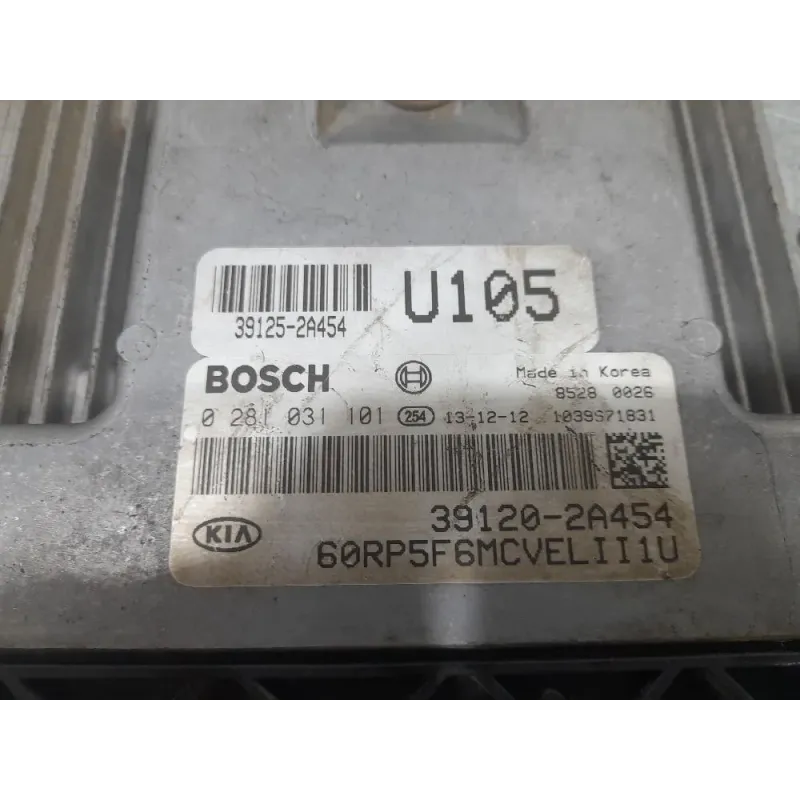 U105
39125-2A454
BOSCH Made in Korea
8528 0026
0 281 031 101 254 13-12-12 1039S71831
39120-2A454
KIA
60RP5F6MCVELII1U